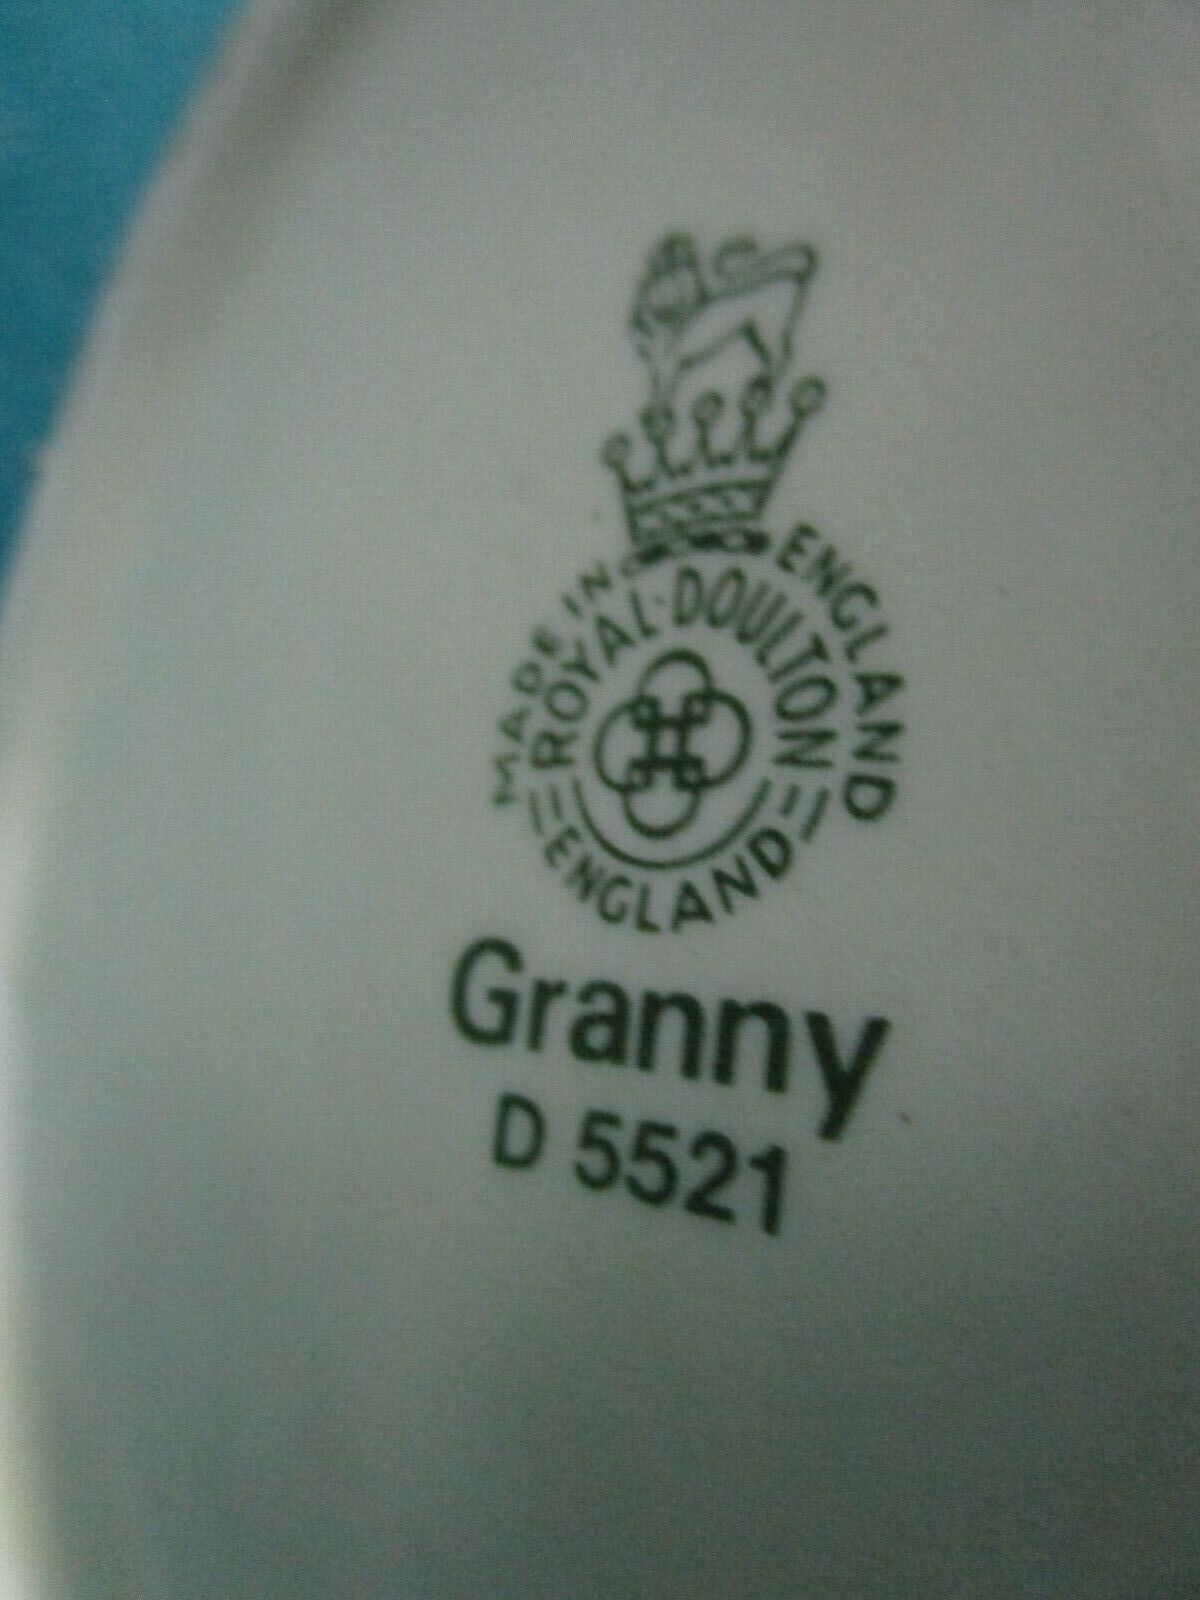 MADE IN ENGLAND
ROYAL·DOULTON
ENGLAND
Granny
D 5521